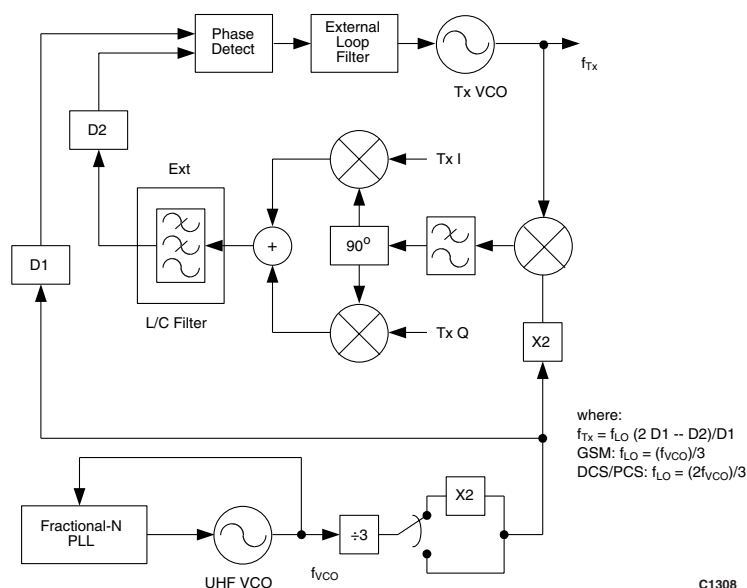 Phase
Detect
External
Loop
Filter
Tx VCO
fTx
D2
Ext
Tx I
D1
+
90o
L/C Filter
Tx Q
X2
where:
fTx = fLO (2 D1 -- D2)/D1
GSM: fLO = (fVCO)/3
DCS/PCS: fLO = (2fVCO)/3
X2
Fractional-N
PLL
÷3
fVCO
UHF VCO
C1308